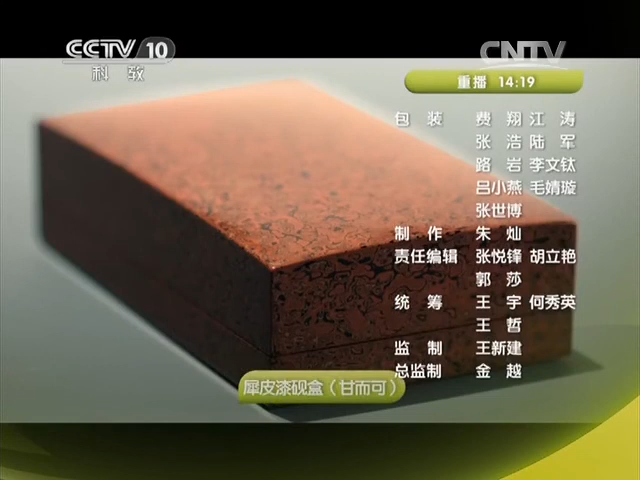 CCTV 10
科教
CNTV
重播 14:19
包 装 费 翔 江 涛
张 浩 陆 军
路 岩 李文钛
吕小燕 毛婧璇
张世博
制 作 朱 灿
责任编辑 张悦锋 胡立艳
郭 莎
统 筹 王 宇 何秀英
王 哲
监 制 王新建
总监制 金 越
犀皮漆砚盒（甘而可）